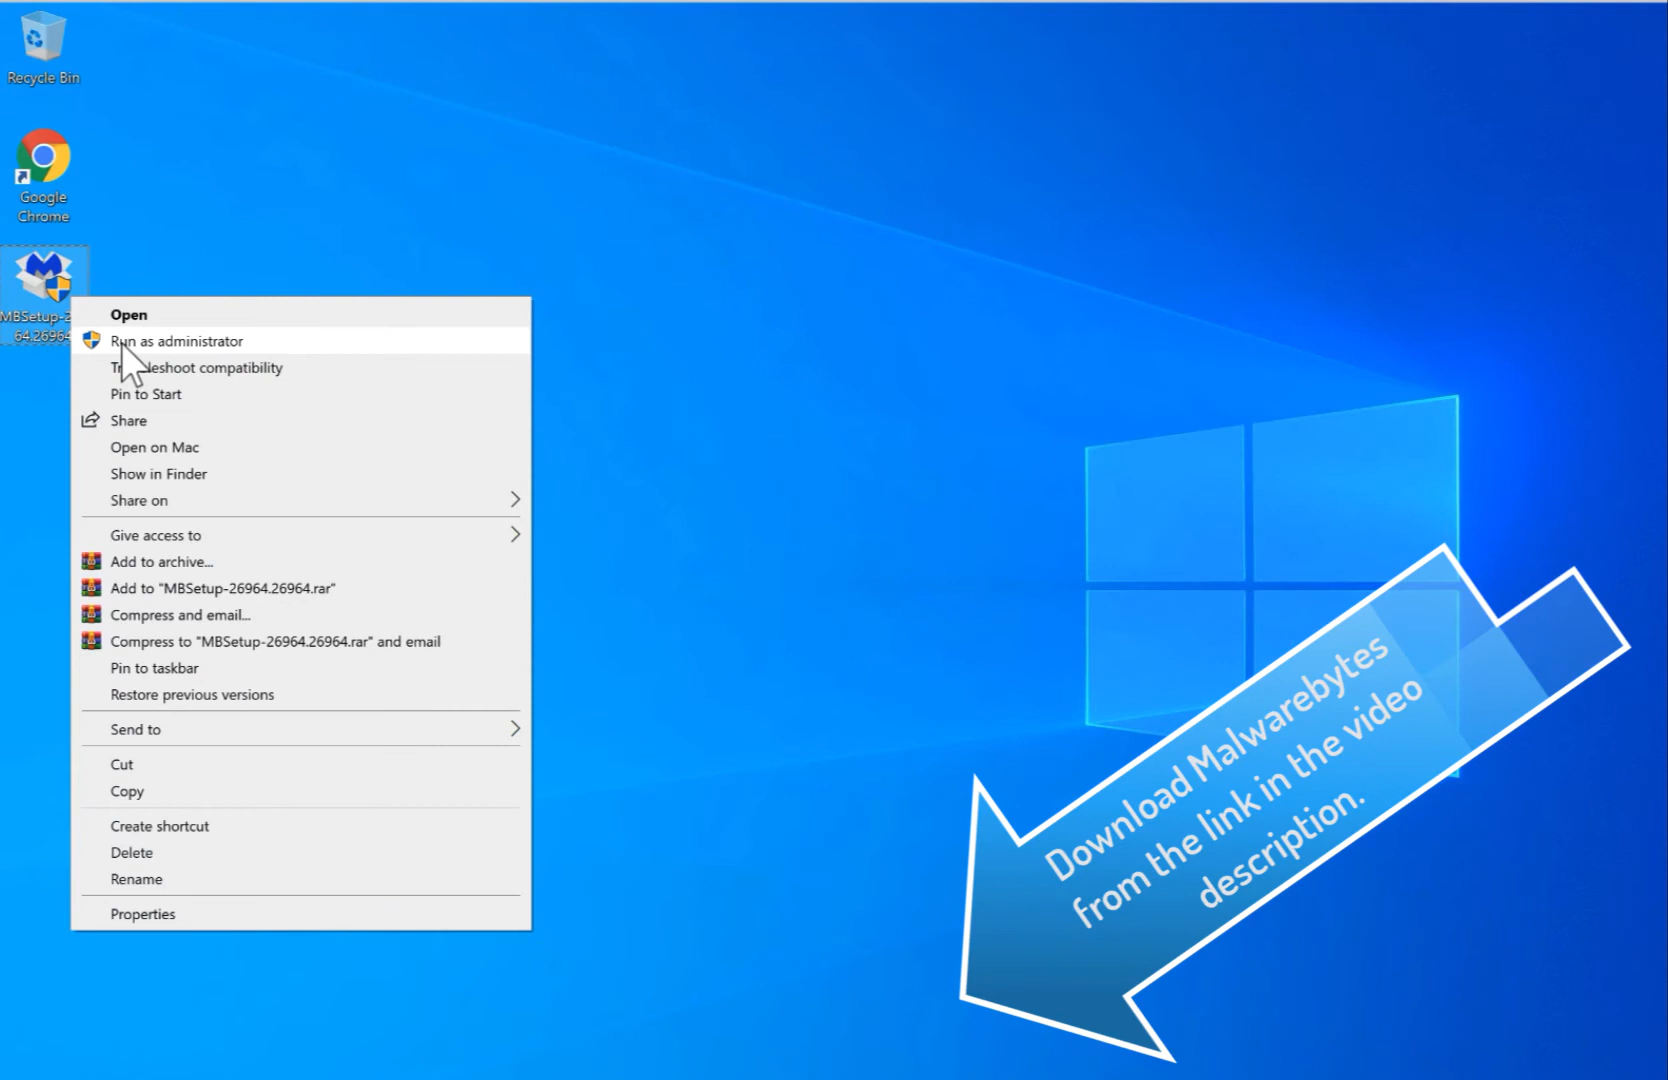 Recycle Bin
Google
Chrome
MBSetup-2
64.26964
Open
Run as administrator
Troubleshoot compatibility
Pin to Start
Share
Open on Mac
Show in Finder
Share on
Give access to
Add to archive...
Add to "MBSetup-26964.26964.rar"
Compress and email...
Compress to "MBSetup-26964.26964.rar" and email
Pin to taskbar
Restore previous versions
Send to
Cut
Copy
Create shortcut
Delete
Rename
Properties
Download Malwarebytes
from the link in the video
description.